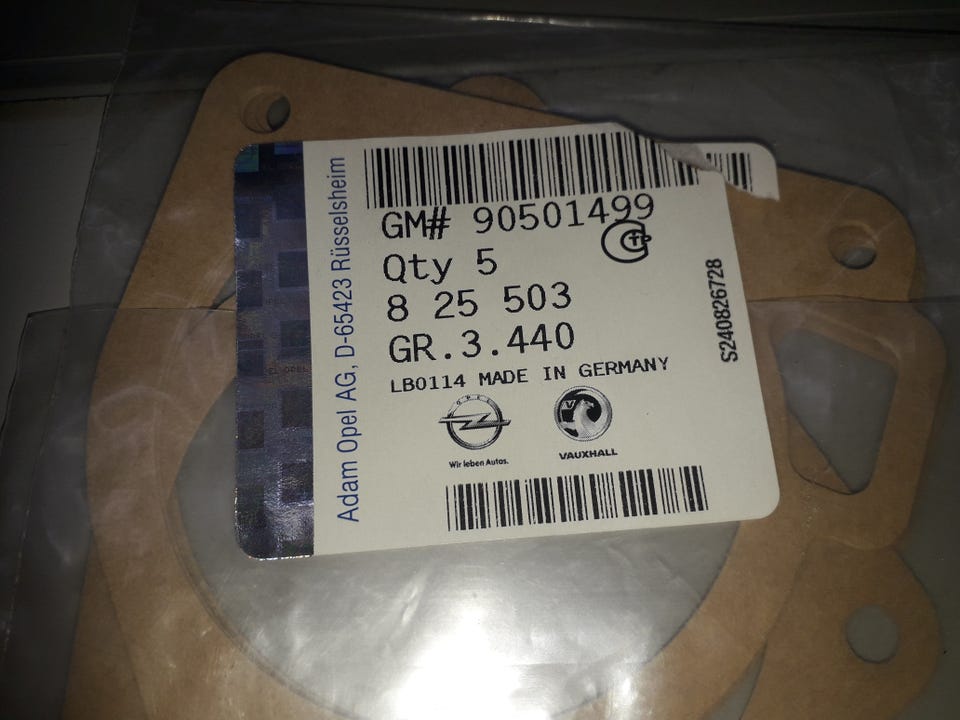 Adam Opel AG, D-65423 Rüsselsheim
GM# 90501499
Qty 5
8 25 503
GR.3.440
LB0114 MADE IN GERMANY
OPEL
Wir leben Autos.
VAUXHALL
S240826728